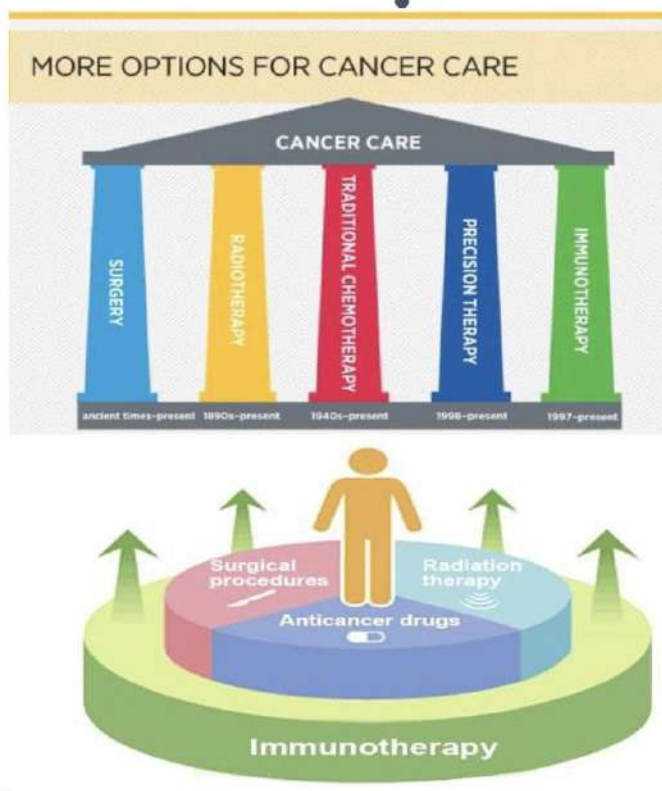 MORE OPTIONS FOR CANCER CARE
CANCER CARE
SURGERY
RADIOTHERAPY
TRADITIONAL CHEMOTHERAPY
PRECISION THERAPY
IMMUNOTHERAPY
ancient times–present
1890s–present
1940s–present
1998–present
1997–present
Surgical
procedures
Radiation
therapy
Anticancer drugs
Immunotherapy